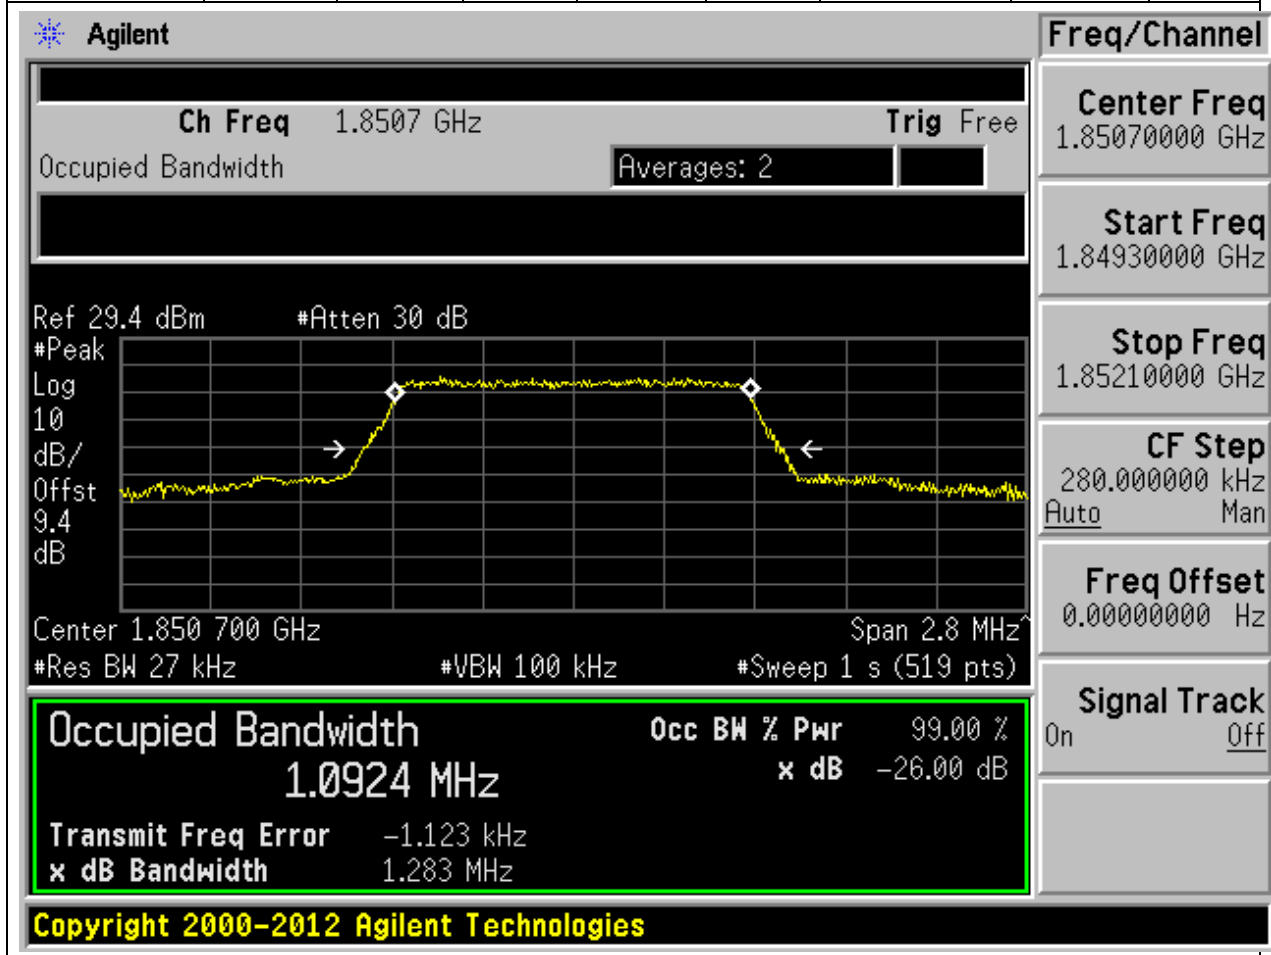 Agilent
Freq/Channel
Ch Freq 1.8507 GHz Trig Free
Occupied Bandwidth Averages: 2
Center Freq
1.85070000 GHz
Start Freq
1.84930000 GHz
Stop Freq
1.85210000 GHz
CF Step
280.000000 kHz
Auto Man
Freq Offset
0.00000000 Hz
Signal Track
On Off
Ref 29.4 dBm #Atten 30 dB
#Peak
Log
10
dB/
Offst
9.4
dB
Center 1.850 700 GHz Span 2.8 MHz^
#Res BW 27 kHz #VBW 100 kHz #Sweep 1 s (519 pts)
Occupied Bandwidth
1.0924 MHz
Occ BW % Pwr 99.00 %
x dB -26.00 dB
Transmit Freq Error -1.123 kHz
x dB Bandwidth 1.283 MHz
Copyright 2000-2012 Agilent Technologies